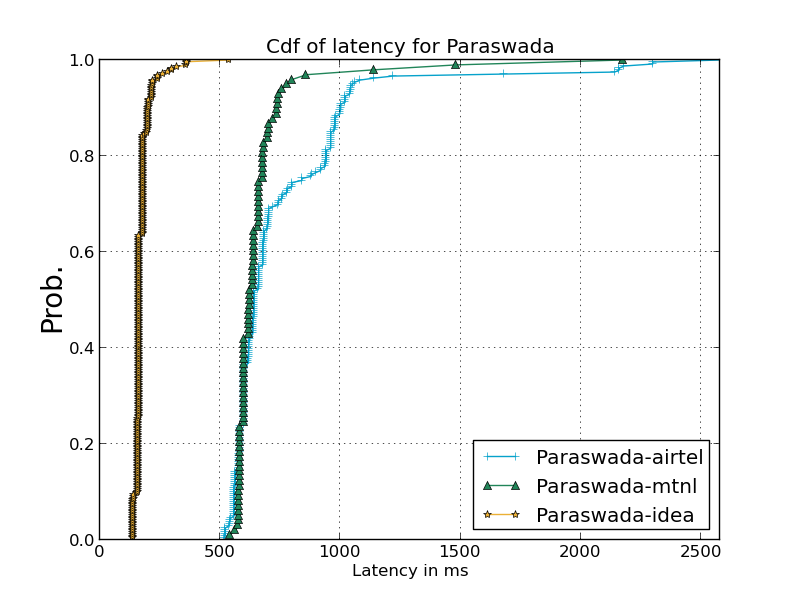 Cdf of latency for Paraswada
Prob.
1.0
0.8
0.6
0.4
0.2
0.0
Paraswada-airtel
Paraswada-mtnl
Paraswada-idea
0 500 1000 1500 2000 2500
Latency in ms